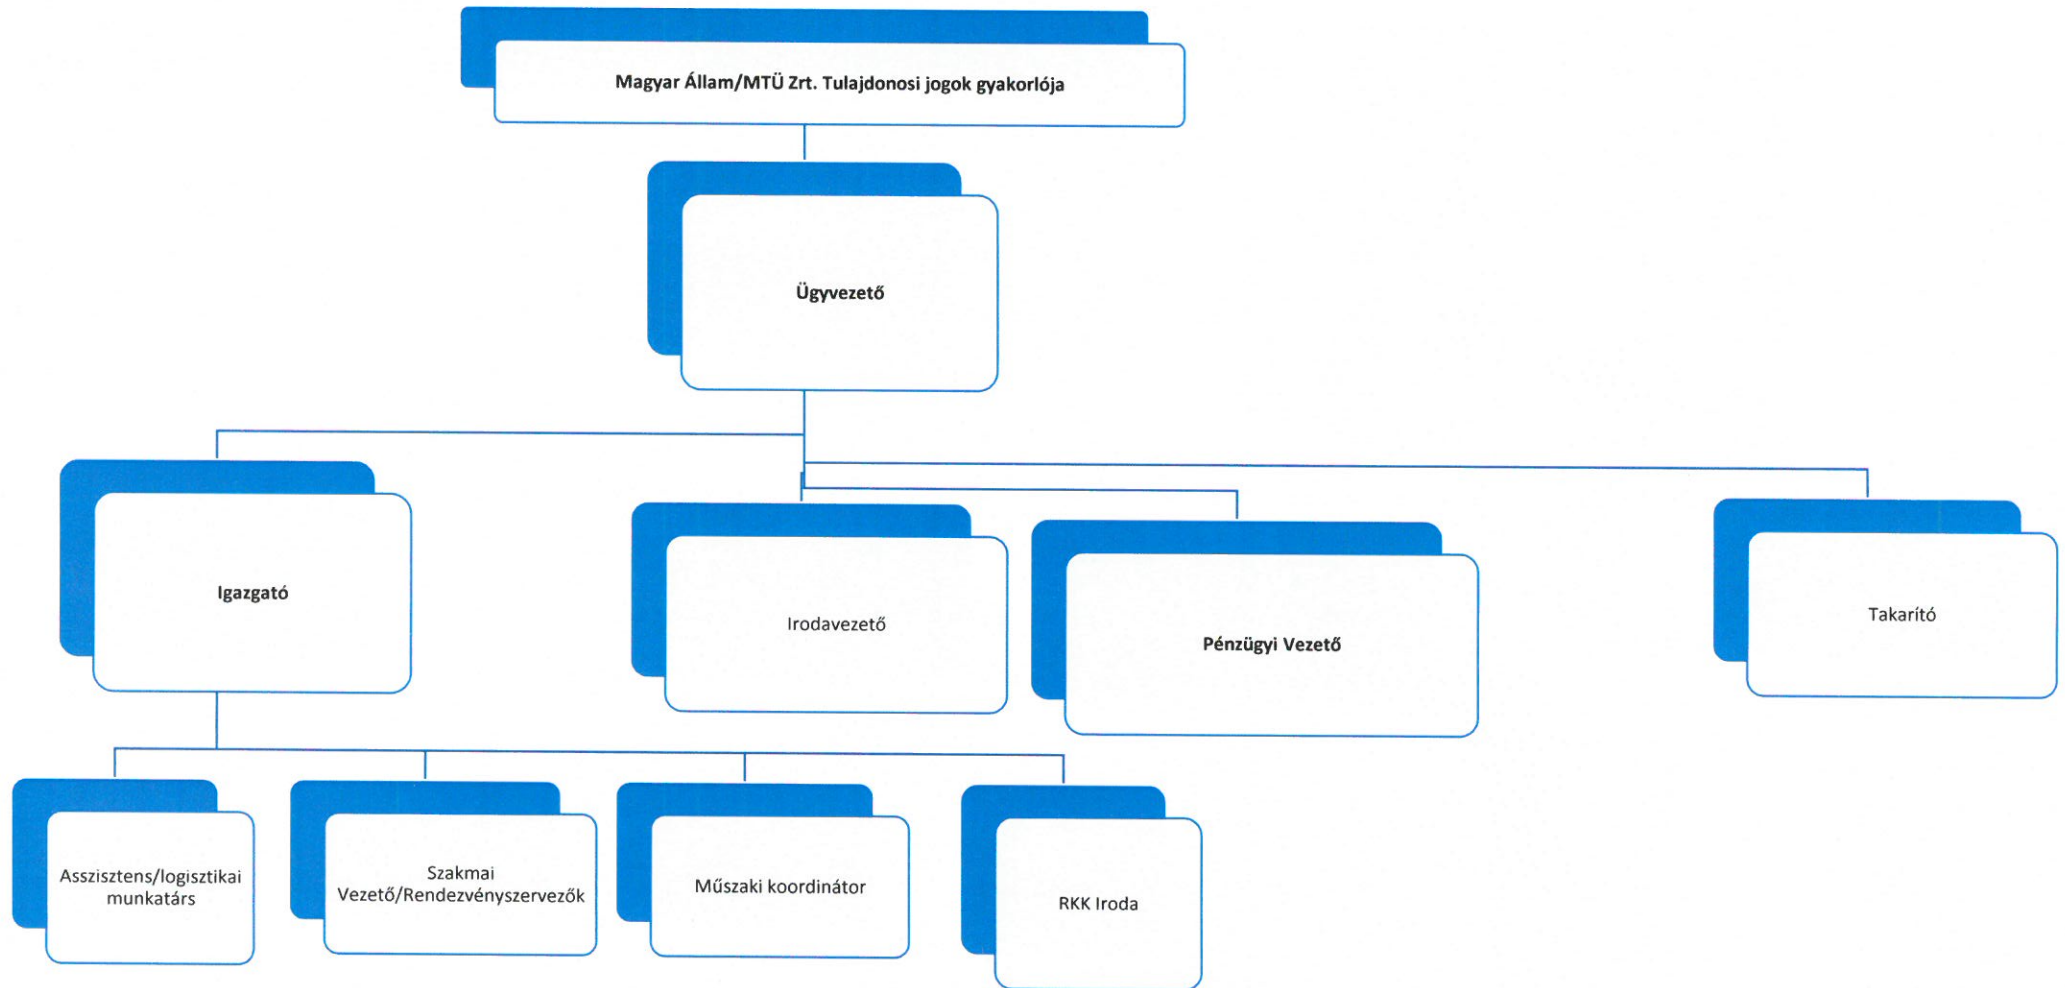 Magyar Állam/MTÜ Zrt. Tulajdonosi jogok gyakorlója
Ügyvezető
Igazgató
Irodavezető
Pénzügyi Vezető
Takarító
Asszisztens/logisztikai
munkatárs
Szakmai
Vezető/Rendezvényszervezők
Műszaki koordinátor
RKK Iroda